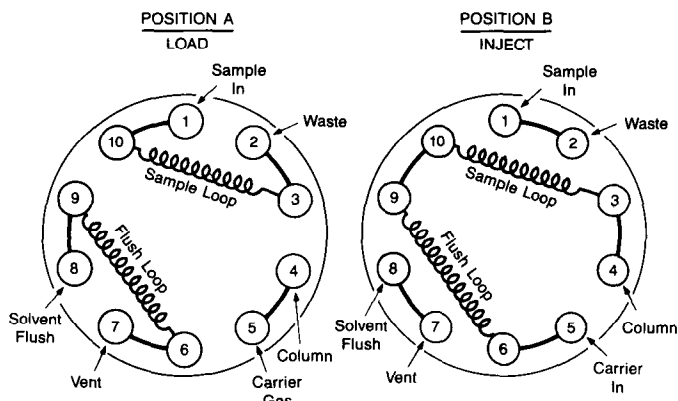 POSITION A
LOAD
Sample
In
Waste
1
2
10
3
Sample Loop
9
Flush Loop
8
4
7
6
5
Solvent
Flush
Vent
Carrier
Gas
Column
POSITION B
INJECT
Sample
In
Waste
1
2
10
3
Sample Loop
9
Flush Loop
8
4
7
6
5
Solvent
Flush
Vent
Column
Carrier
In